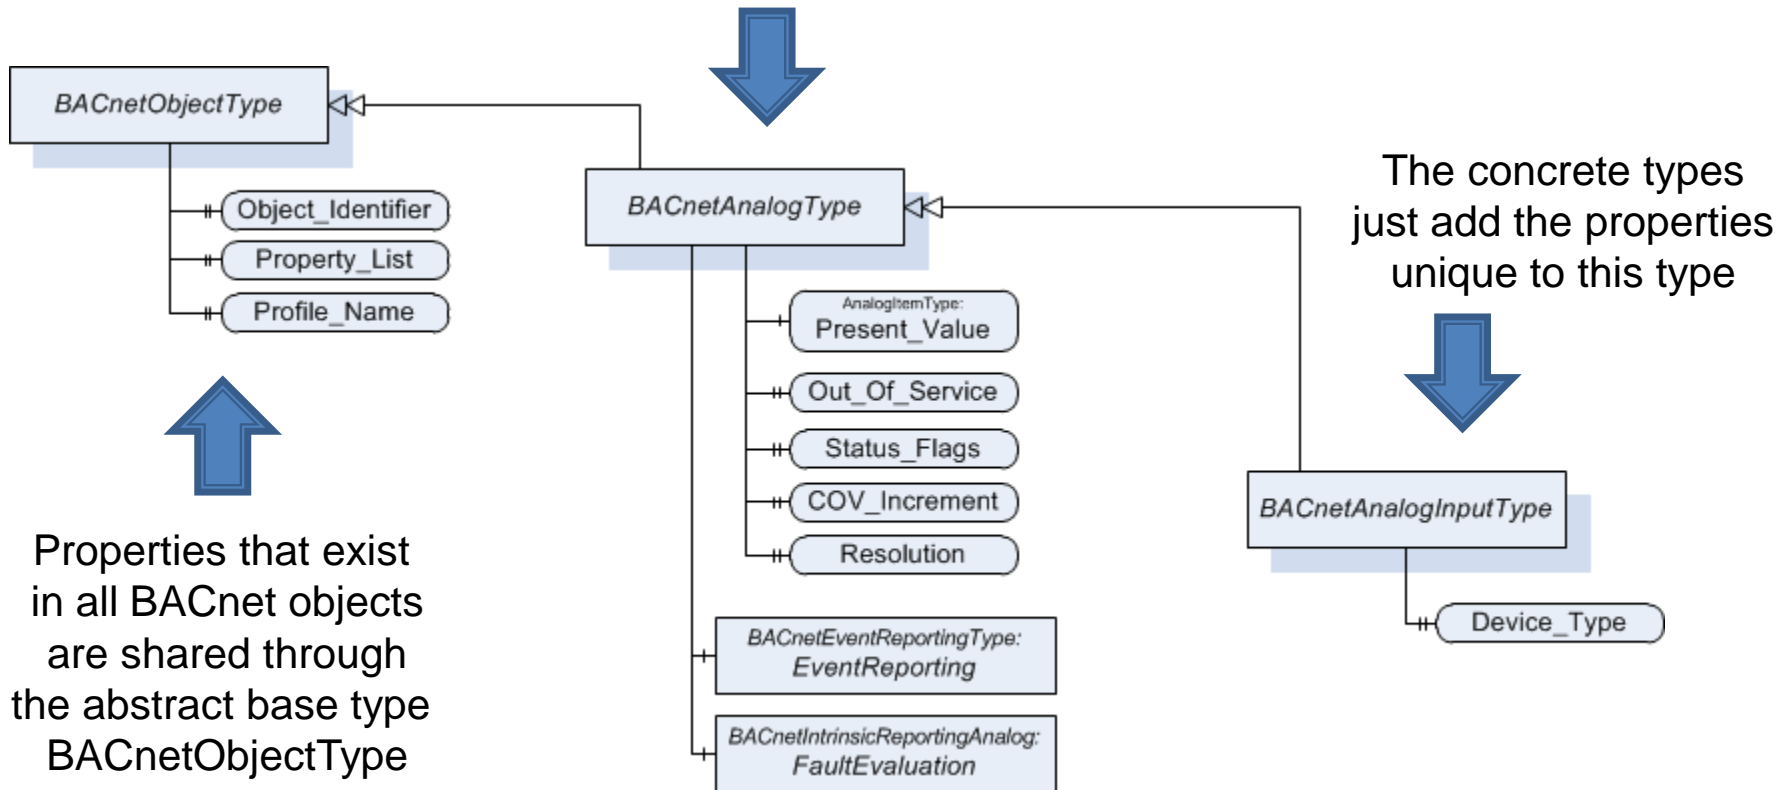 BACnetObjectType
Object_Identifier
Property_List
Profile_Name
Properties that exist
in all BACnet objects
are shared through
the abstract base type
BACnetObjectType
BACnetAnalogType
AnalogItemType:
Present_Value
Out_Of_Service
Status_Flags
COV_Increment
Resolution
BACnetEventReportingType:
EventReporting
BACnetIntrinsicReportingAnalog:
FaultEvaluation
The concrete types
just add the properties
unique to this type
BACnetAnalogInputType
Device_Type